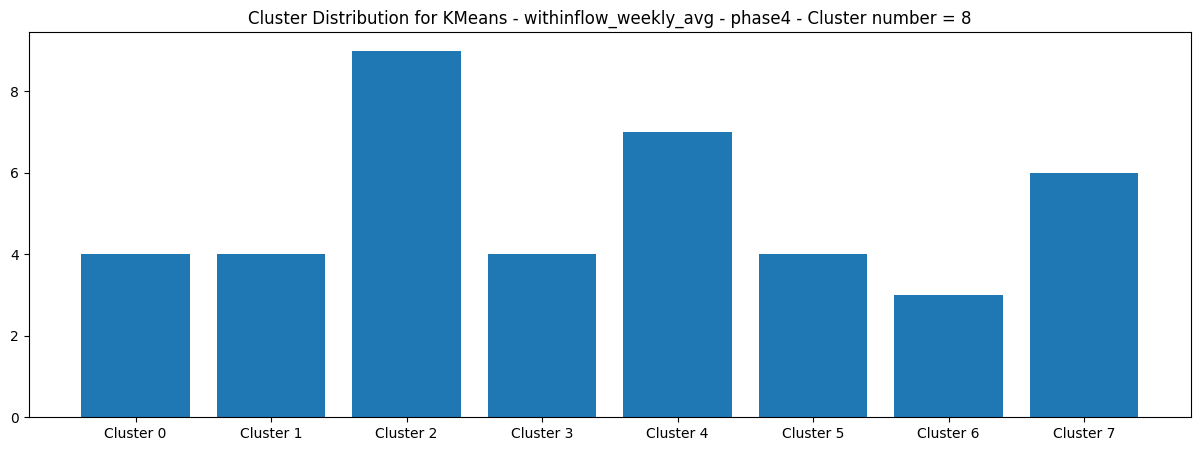 Cluster Distribution for KMeans - withinflow_weekly_avg - phase4 - Cluster number = 8
8
6
4
2
0
Cluster 0 Cluster 1 Cluster 2 Cluster 3 Cluster 4 Cluster 5 Cluster 6 Cluster 7